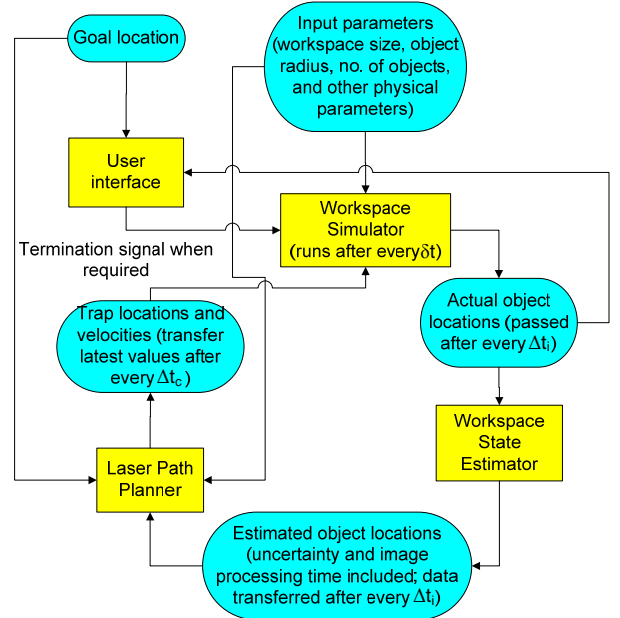 Goal location
Input parameters
(workspace size, object
radius, no. of objects,
and other physical
parameters)
User
interface
Workspace
Simulator
(runs after every δt)
Termination signal when
required
Trap locations and
velocities (transfer
latest values after
every Δtc)
Actual object
locations (passed
after every Δti)
Workspace
State
Estimator
Laser Path
Planner
Estimated object locations
(uncertainty and image
processing time included; data
transferred after every Δti)